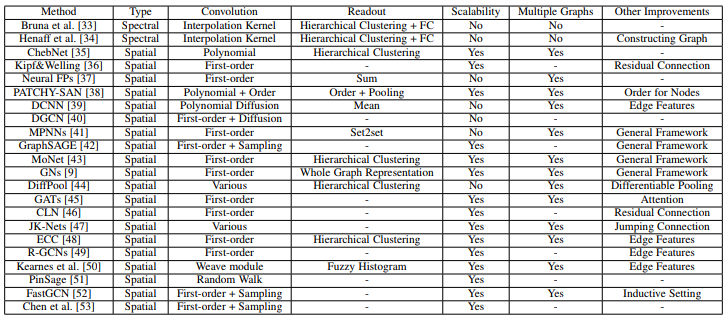 Method Type Convolution Readout Scalability Multiple Graphs Other Improvements
Bruna et al. [33] Spectral Interpolation Kernel Hierarchical Clustering + FC No No -
Henaff et al. [34] Spectral Interpolation Kernel Hierarchical Clustering + FC No No Constructing Graph
ChebNet [35] Spatial Polynomial Hierarchical Clustering Yes Yes -
Kipf&Welling [36] Spatial First-order - Yes - Residual Connection
Neural FPs [37] Spatial First-order Sum No Yes -
PATCHY-SAN [38] Spatial Polynomial + Order Order + Pooling Yes Yes Order for Nodes
DCNN [39] Spatial Polynomial Diffusion Mean No Yes Edge Features
DGCN [40] Spatial First-order + Diffusion - No - -
MPNNs [41] Spatial First-order Set2set No Yes General Framework
GraphSAGE [42] Spatial First-order + Sampling - Yes - General Framework
MoNet [43] Spatial First-order Hierarchical Clustering Yes Yes General Framework
GNs [9] Spatial First-order Whole Graph Representation Yes Yes General Framework
DiffPool [44] Spatial Various Hierarchical Clustering No Yes Differentiable Pooling
GATs [45] Spatial First-order - Yes Yes Attention
CLN [46] Spatial First-order - Yes - Residual Connection
JK-Nets [47] Spatial Various - Yes Yes Jumping Connection
ECC [48] Spatial First-order Hierarchical Clustering Yes Yes Edge Features
R-GCNs [49] Spatial First-order - Yes - Edge Features
Kearnes et al. [50] Spatial Weave module Fuzzy Histogram Yes Yes Edge Features
PinSage [51] Spatial Random Walk - Yes - -
FastGCN [52] Spatial First-order + Sampling - Yes Yes Inductive Setting
Chen et al. [53] Spatial First-order + Sampling - Yes - -